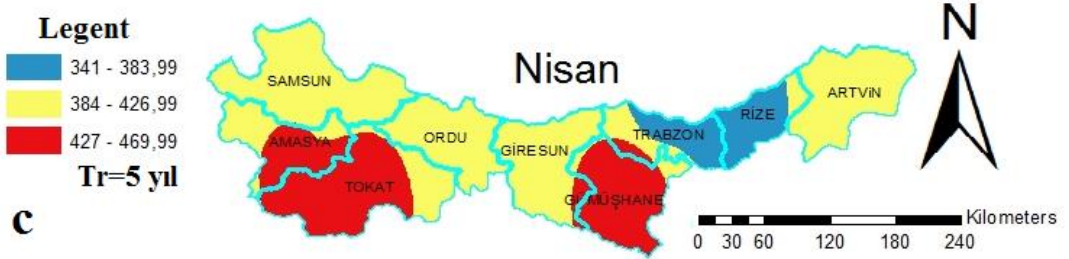 Legent
341 - 383,99
384 - 426,99
427 - 469,99
Tr=5 yıl
c
Nisan
N
SAMSUN
AMASYA
TOKAT
ORDU
GİRESUN
GÜMÜŞHANE
TRABZON
RİZE
ARTVİN
Kilometers
0 30 60 120 180 240